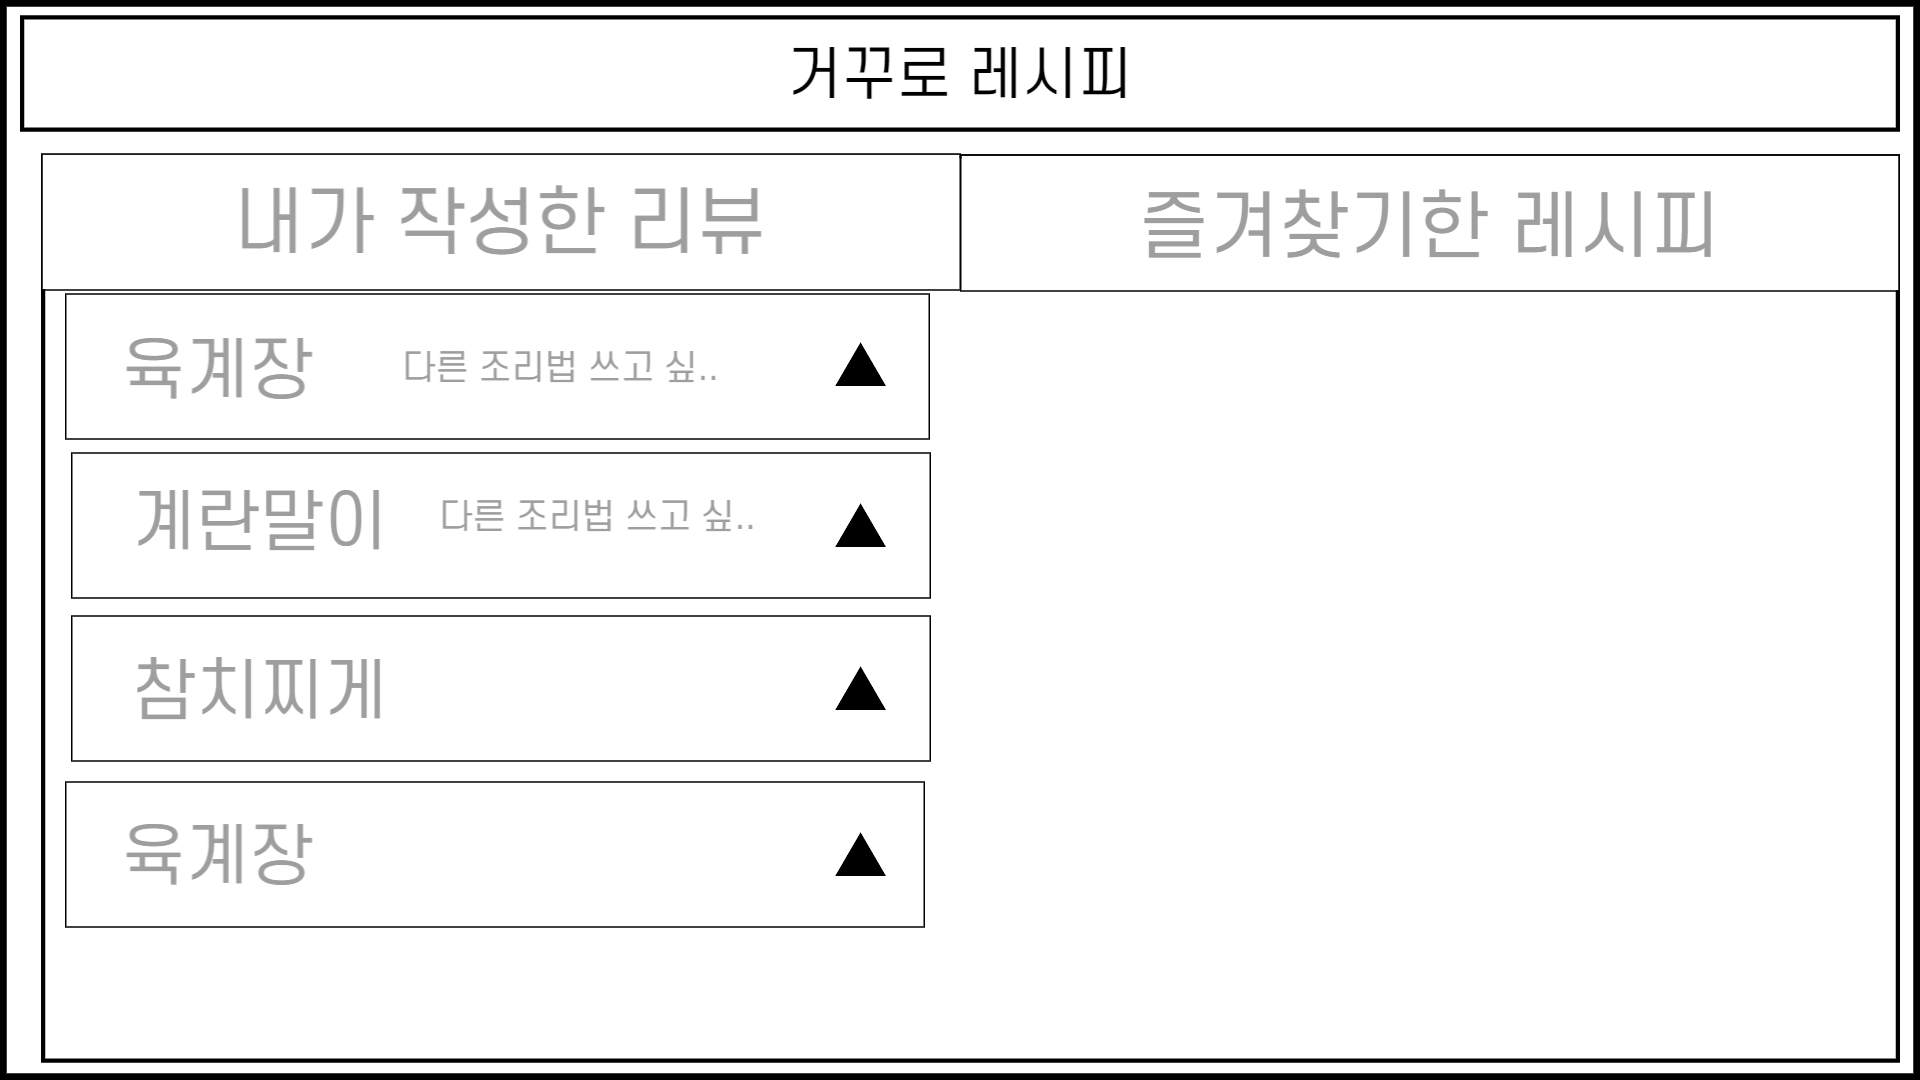 거꾸로 레시피
내가 작성한 리뷰
즐겨찾기한 레시피
육계장 다른 조리법 쓰고 싶..
계란말이 다른 조리법 쓰고 싶..
참치찌게
육계장